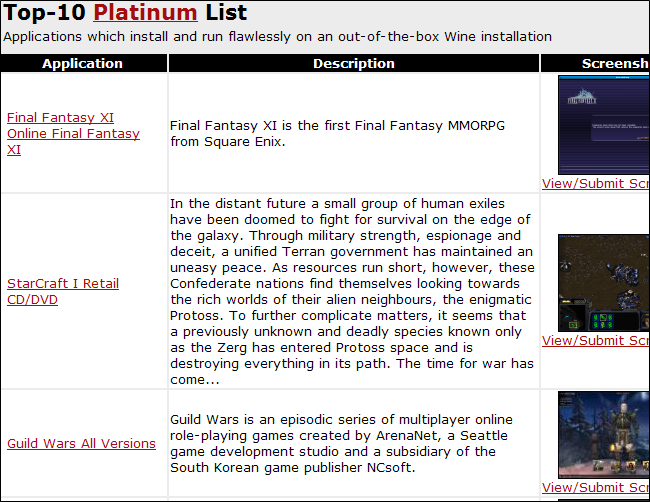 Top-10 Platinum List
Applications which install and run flawlessly on an out-of-the-box Wine installation
Application Description Screensh
Final Fantasy XI
Online Final Fantasy
XI
Final Fantasy XI is the first Final Fantasy MMORPG
from Square Enix.
View/Submit Scr
StarCraft I Retail
CD/DVD
In the distant future a small group of human exiles
have been doomed to fight for survival on the edge of
the galaxy. Through military strength, espionage and
deceit, a unified Terran government has maintained an
uneasy peace. As resources run short, however, these
Confederate nations find themselves looking towards
the rich worlds of their alien neighbours, the enigmatic
Protoss. To further complicate matters, it seems that
a previously unknown and deadly species known only
as the Zerg has entered Protoss space and is
destroying everything in its path. The time for war has
come...
View/Submit Scr
Guild Wars All Versions
Guild Wars is an episodic series of multiplayer online
role-playing games created by ArenaNet, a Seattle
game development studio and a subsidiary of the
South Korean game publisher NCsoft.
View/Submit Scr